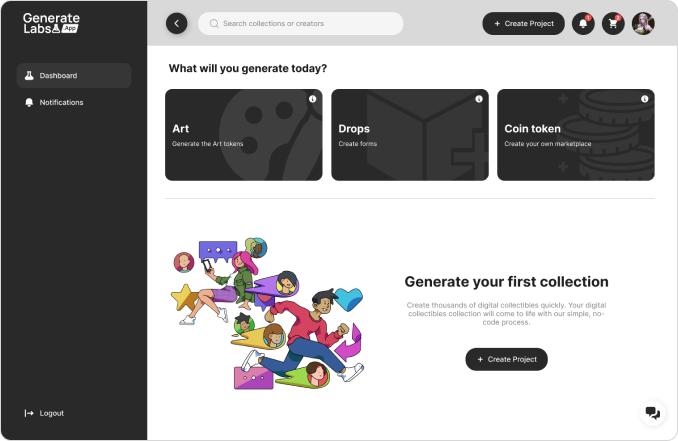 Generate
Labs App
Dashboard
Notifications
Logout
Search collections or creators
+ Create Project
1
3
What will you generate today?
Art
Generate the Art tokens
Drops
Create forms
Coin token
Create your own marketplace
Generate your first collection
Create thousands of digital collectibles quickly. Your digital
collectibles collection will come to life with our simple, no-
code process.
+ Create Project